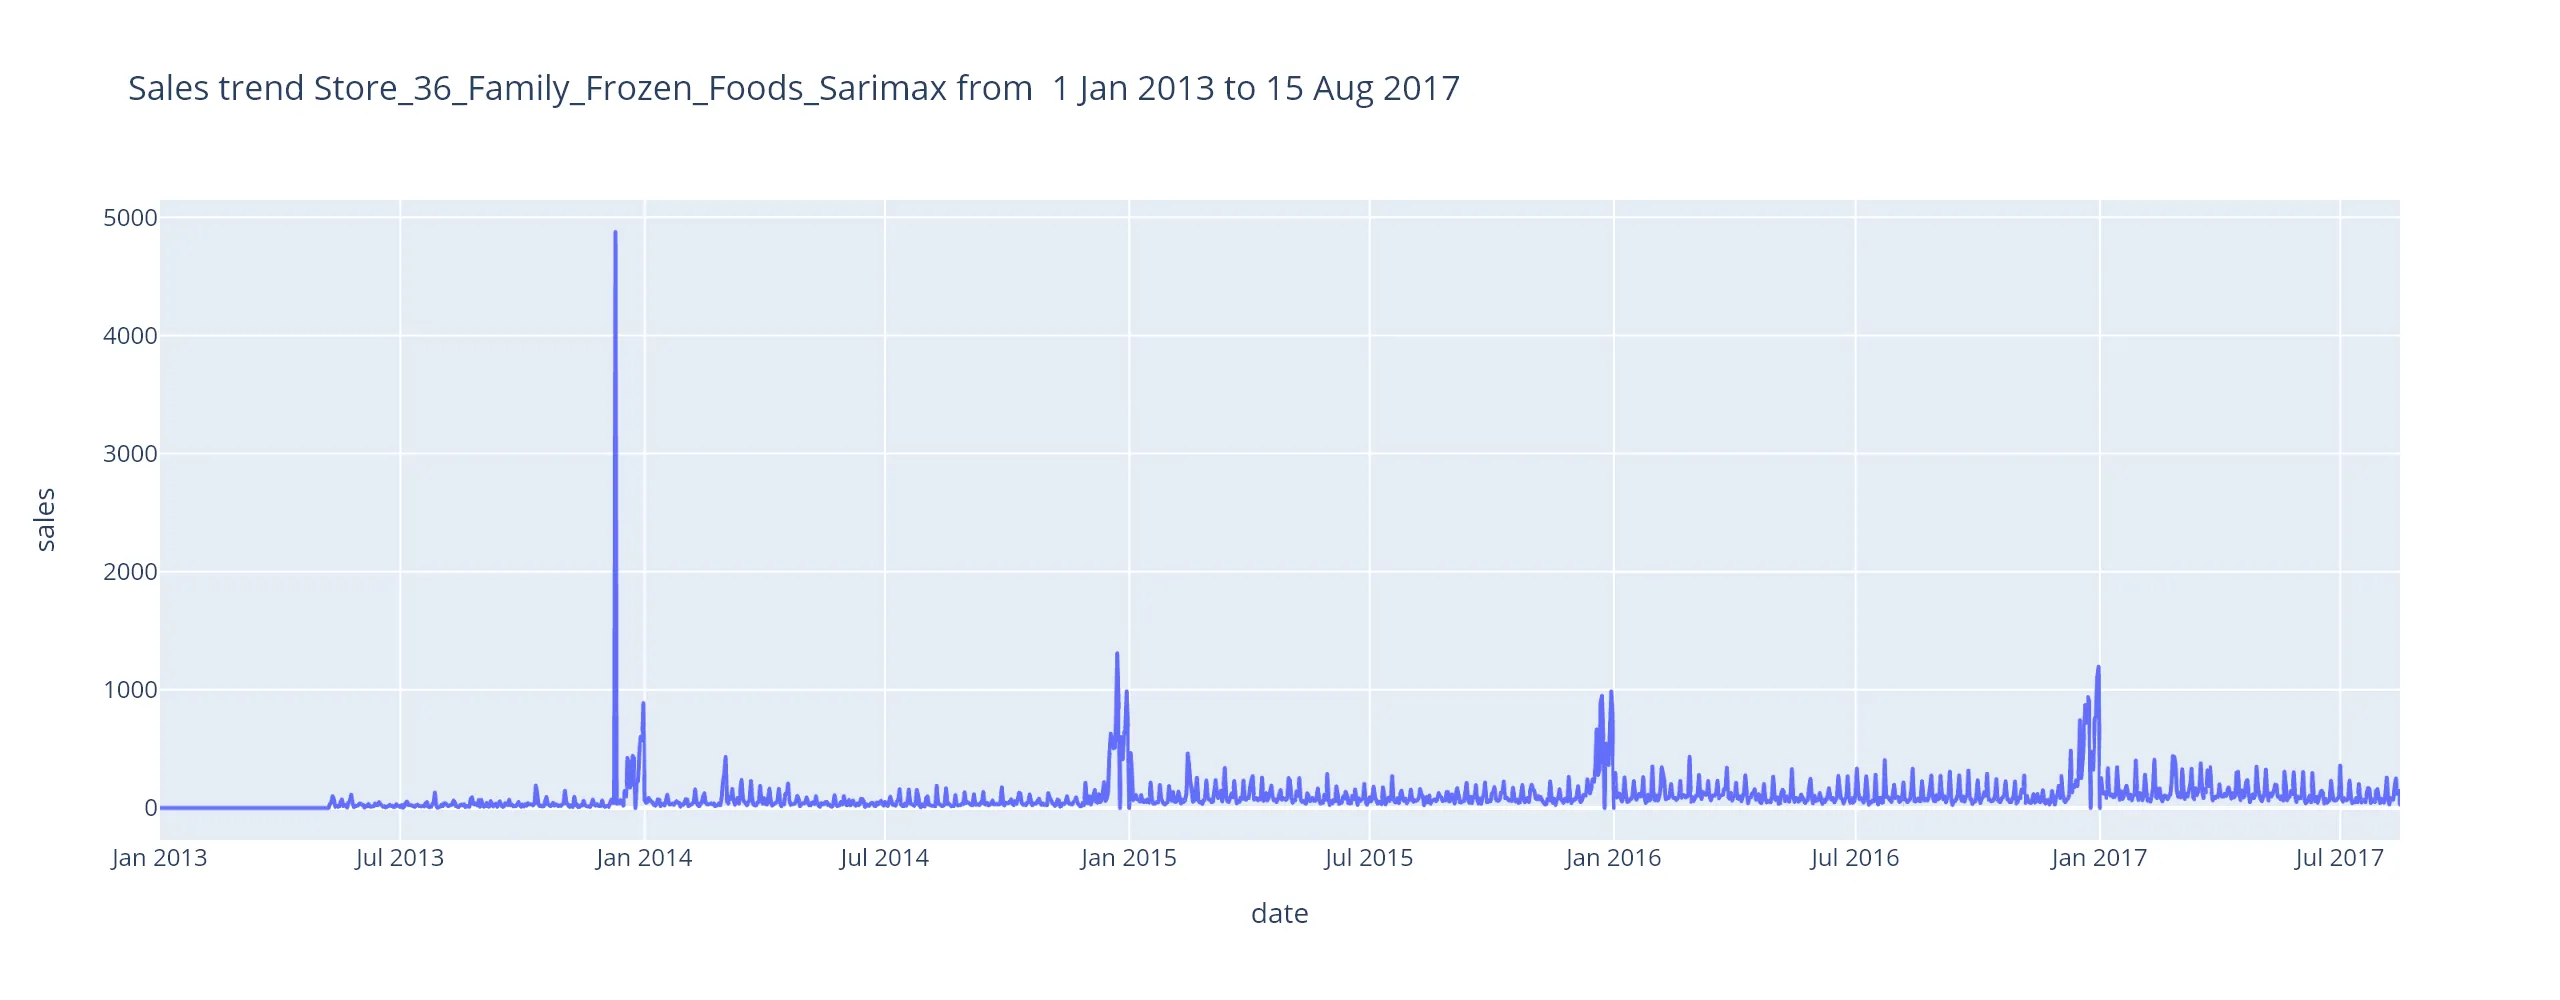 Sales trend Store_36_Family_Frozen_Foods_Sarimax from  1 Jan 2013 to 15 Aug 2017
5000
4000
3000
2000
1000
0
sales
Jan 2013 Jul 2013 Jan 2014 Jul 2014 Jan 2015 Jul 2015 Jan 2016 Jul 2016 Jan 2017 Jul 2017
date